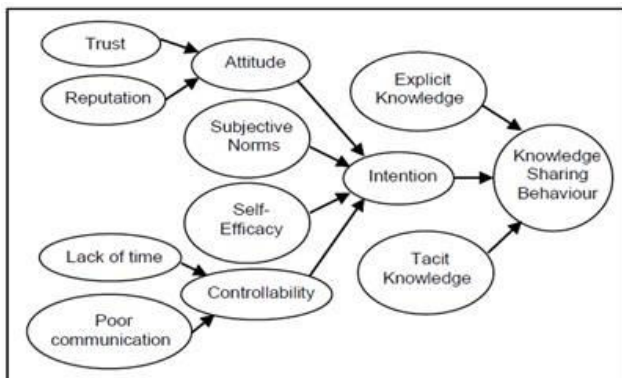 Trust
Reputation
Attitude
Subjective
Norms
Self-
Efficacy
Lack of time
Poor
communication
Controllability
Intention
Explicit
Knowledge
Tacit
Knowledge
Knowledge
Sharing
Behaviour